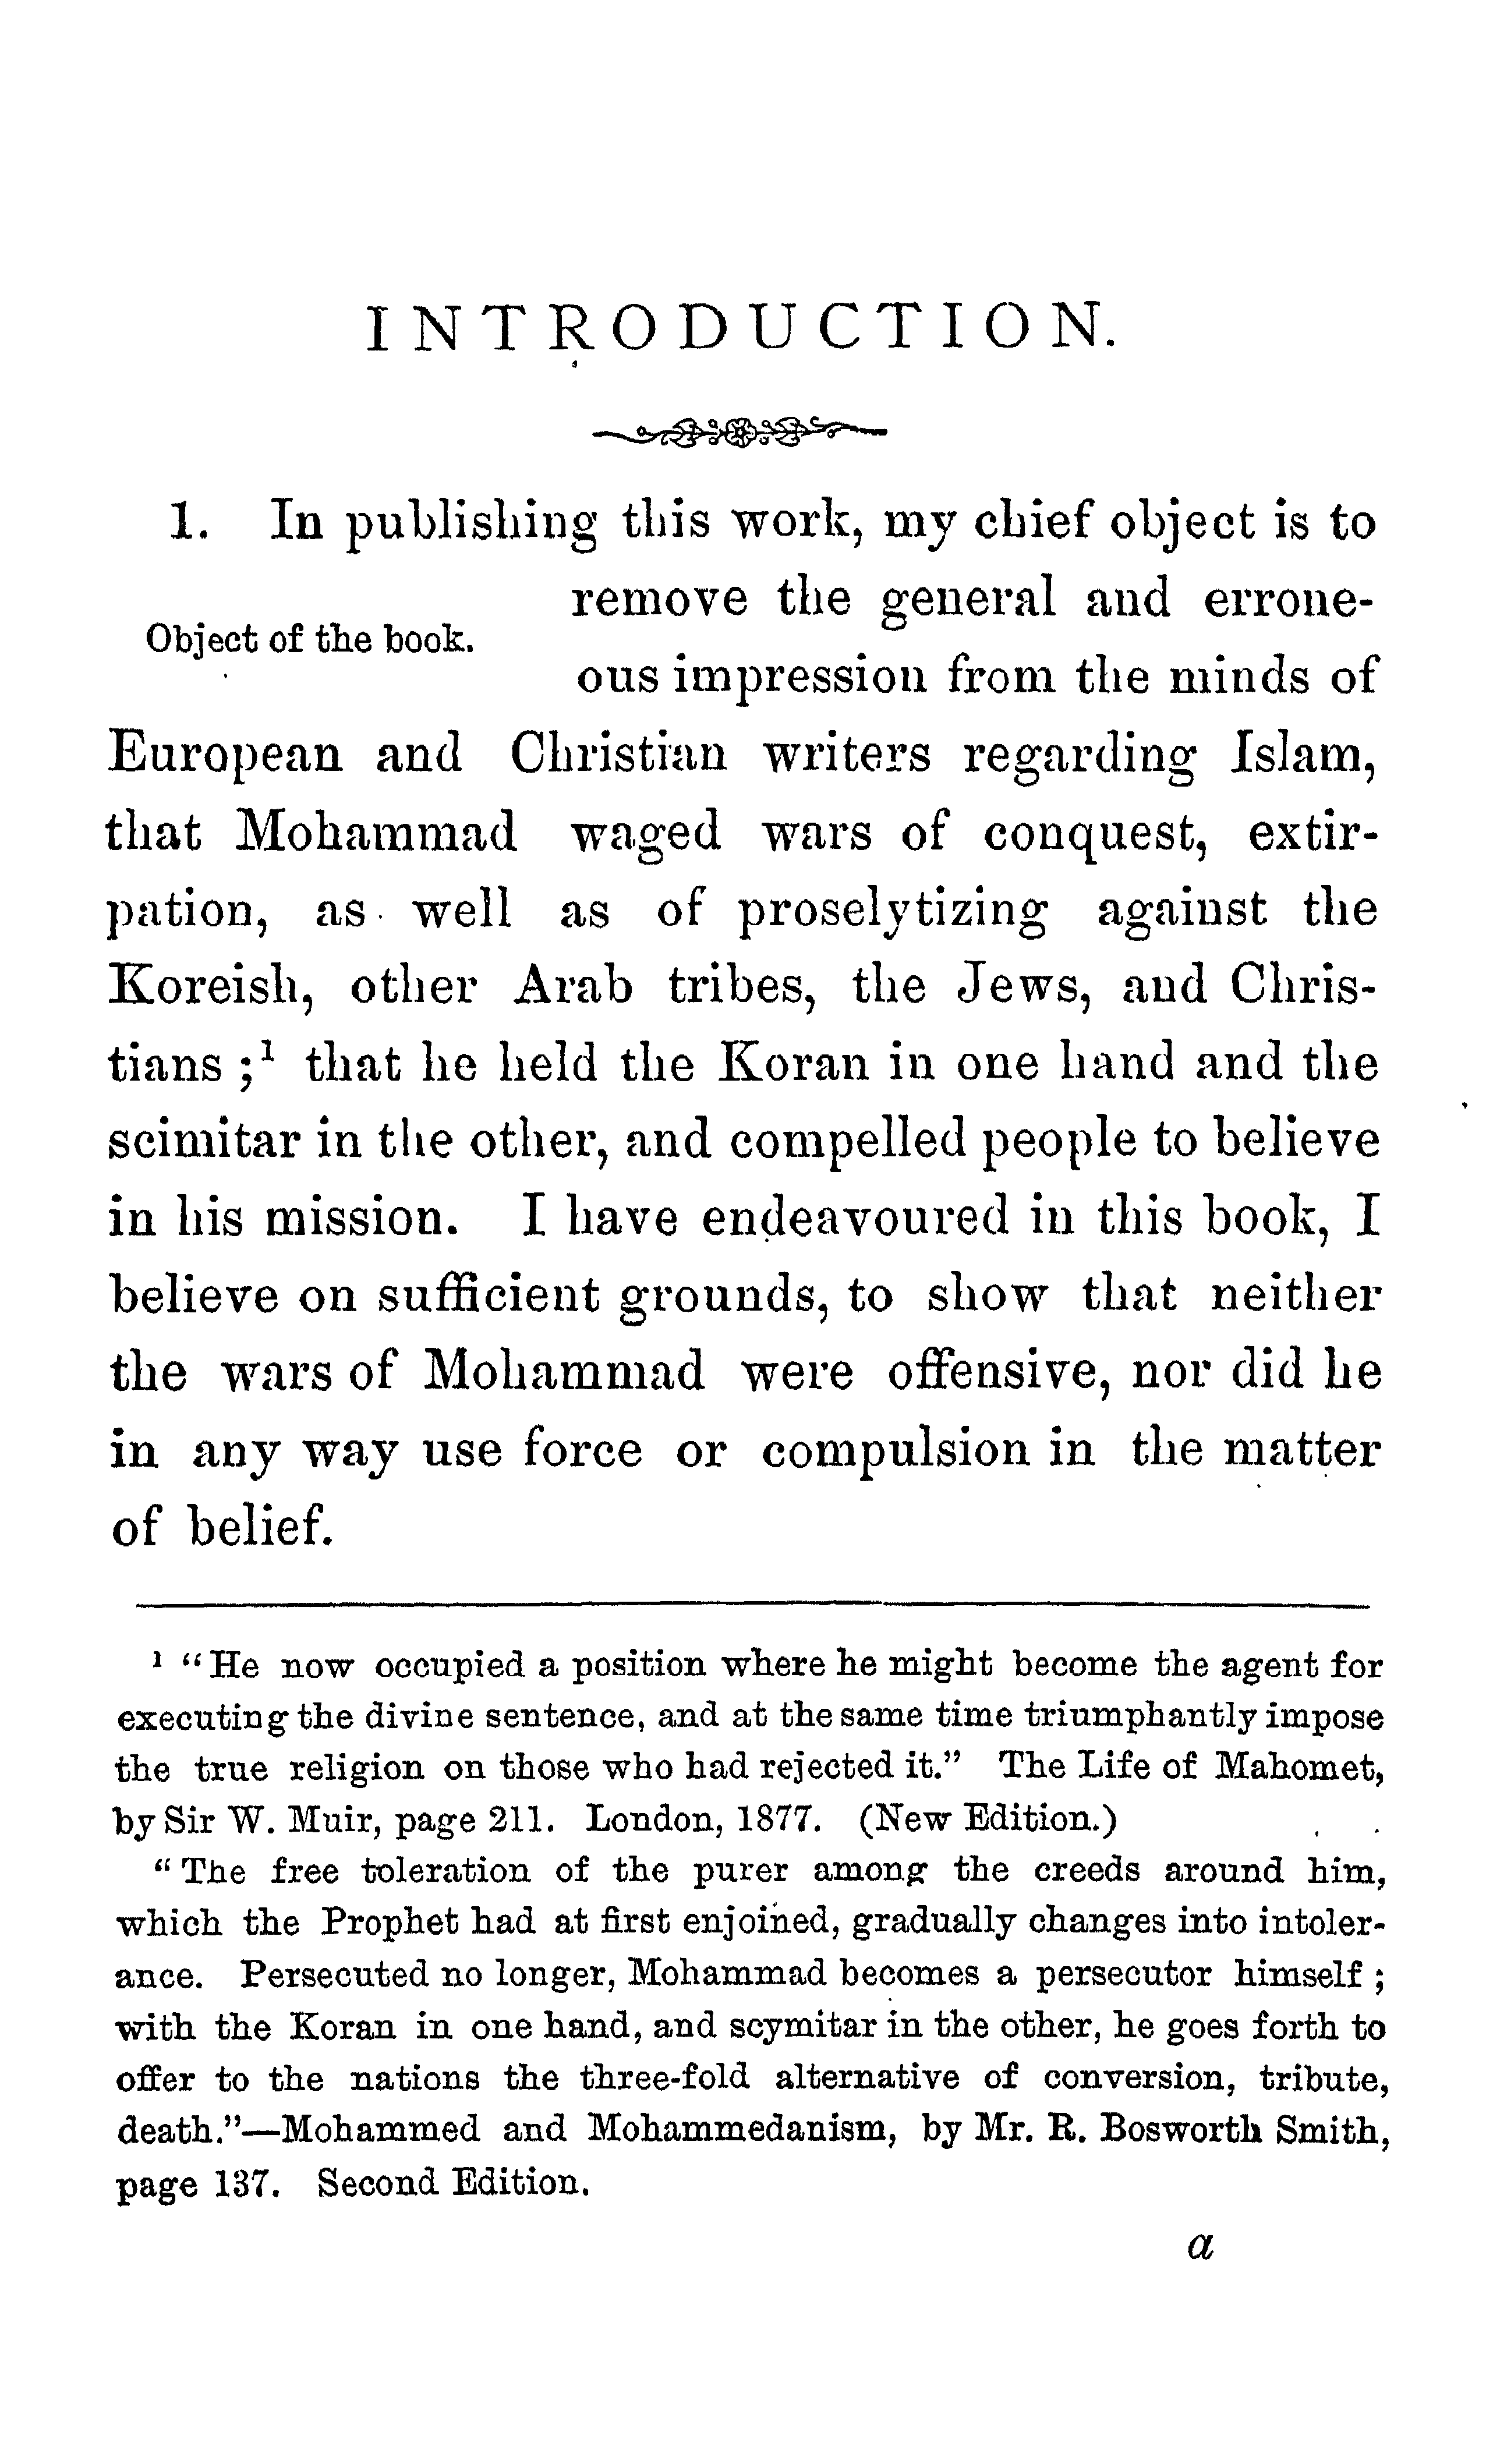 INTRODUCTION.
1. In publishing this work, my chief object is to
Object of the book.
remove the general and errone-
ous impression from the minds of
European and Christian writers regarding Islam,
that Mohammad waged wars of conquest, extir-
pation, as well as of proselytizing against the
Koreish, other Arab tribes, the Jews, and Chris-
tians ;¹ that he held the Koran in one hand and the
scimitar in the other, and compelled people to believe
in his mission. I have endeavoured in this book, I
believe on sufficient grounds, to show that neither
the wars of Mohammad were offensive, nor did he
in any way use force or compulsion in the matter
of belief.
¹ "He now occupied a position where he might become the agent for
executing the divine sentence, and at the same time triumphantly impose
the true religion on those who had rejected it." The Life of Mahomet,
by Sir W. Muir, page 211. London, 1877. (New Edition.)
"The free toleration of the purer among the creeds around him,
which the Prophet had at first enjoined, gradually changes into intoler-
ance. Persecuted no longer, Mohammad becomes a persecutor himself ;
with the Koran in one hand, and scymitar in the other, he goes forth to
offer to the nations the three-fold alternative of conversion, tribute,
death."—Mohammed and Mohammedanism, by Mr. R. Bosworth Smith,
page 137. Second Edition.
a